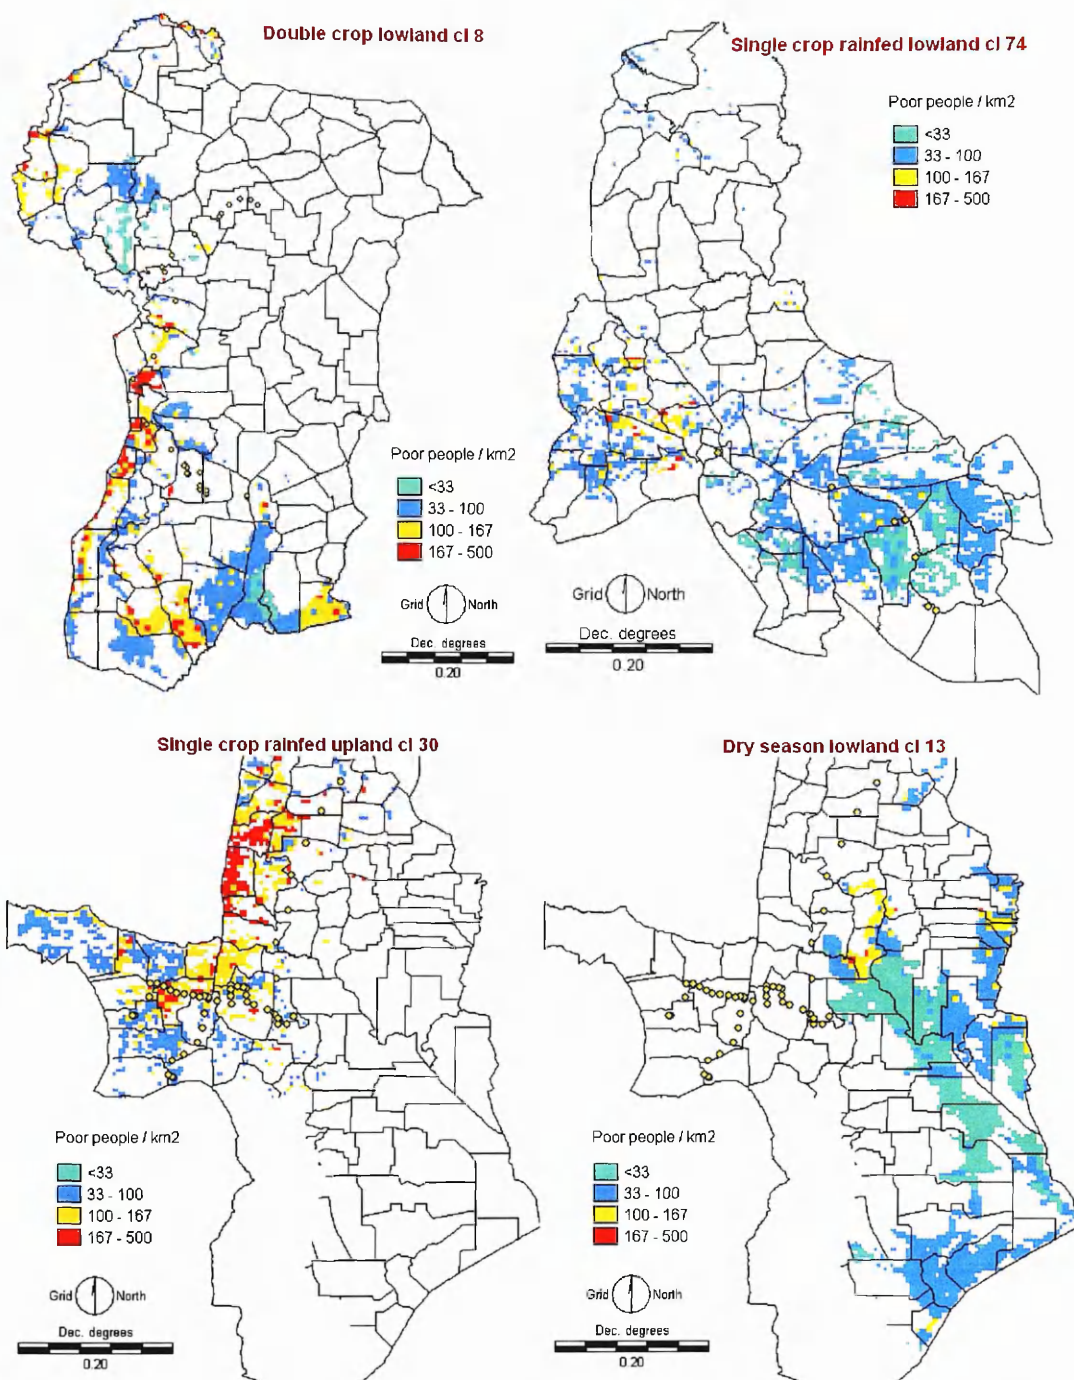 Double crop lowland cl 8
Poor people / km2
<33
33 - 100
100 - 167
167 - 500
Grid North
Dec. degrees
0.20
Single crop rainfed lowland cl 74
Poor people / km2
<33
33 - 100
100 - 167
167 - 500
Grid North
Dec. degrees
0.20
Single crop rainfed upland cl 30
Poor people / km2
<33
33 - 100
100 - 167
167 - 500
Grid North
Dec. degrees
0.20
Dry season lowland cl 13
Poor people / km2
<33
33 - 100
100 - 167
167 - 500
Grid North
Dec. degrees
0.20